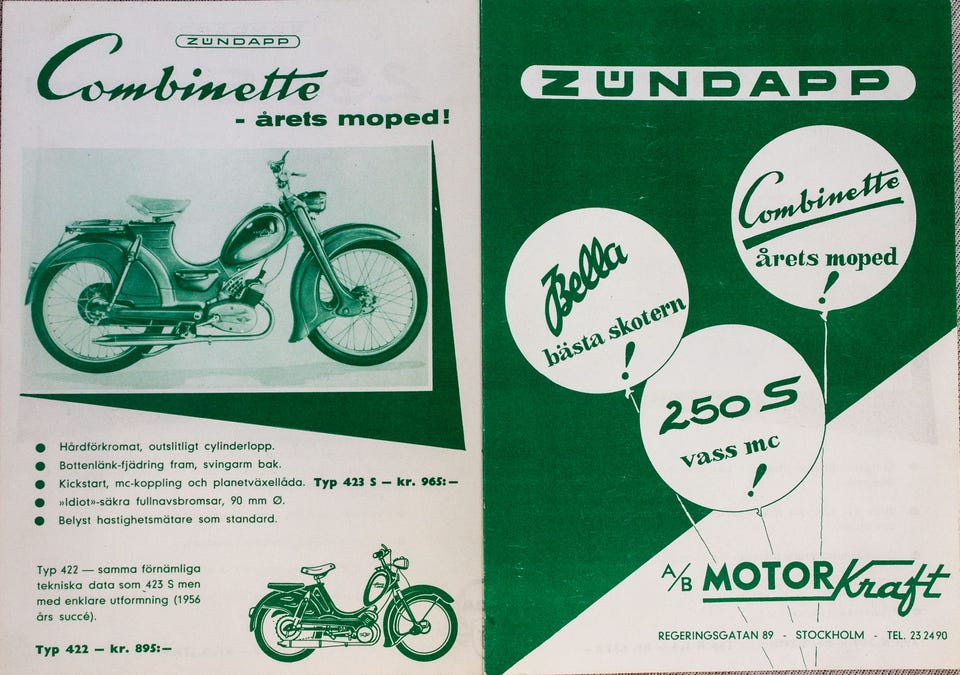 ZÜNDAPP
Combinette
- årets moped!
● Hårdförkromat, outslitligt cylinderlopp.
● Bottenlänk-fjädring fram, svingarm bak.
● Kickstart, mc-koppling och planetväxellåda. Typ 423 S — kr. 965:—
● »Idiot»-säkra fullnavsbromsar, 90 mm Ø.
● Belyst hastighetsmätare som standard.
Typ 422 — samma förnämliga
tekniska data som 423 S men
med enklare utformning (1956
års succé).
Typ 422 — kr. 895:—
ZÜNDAPP
Combinette
årets moped
!
Bella
bästa skotern
!
250 S
vass mc
!
A/B MOTORKraft
REGERINGSGATAN 89 - STOCKHOLM - TEL. 23 24 90